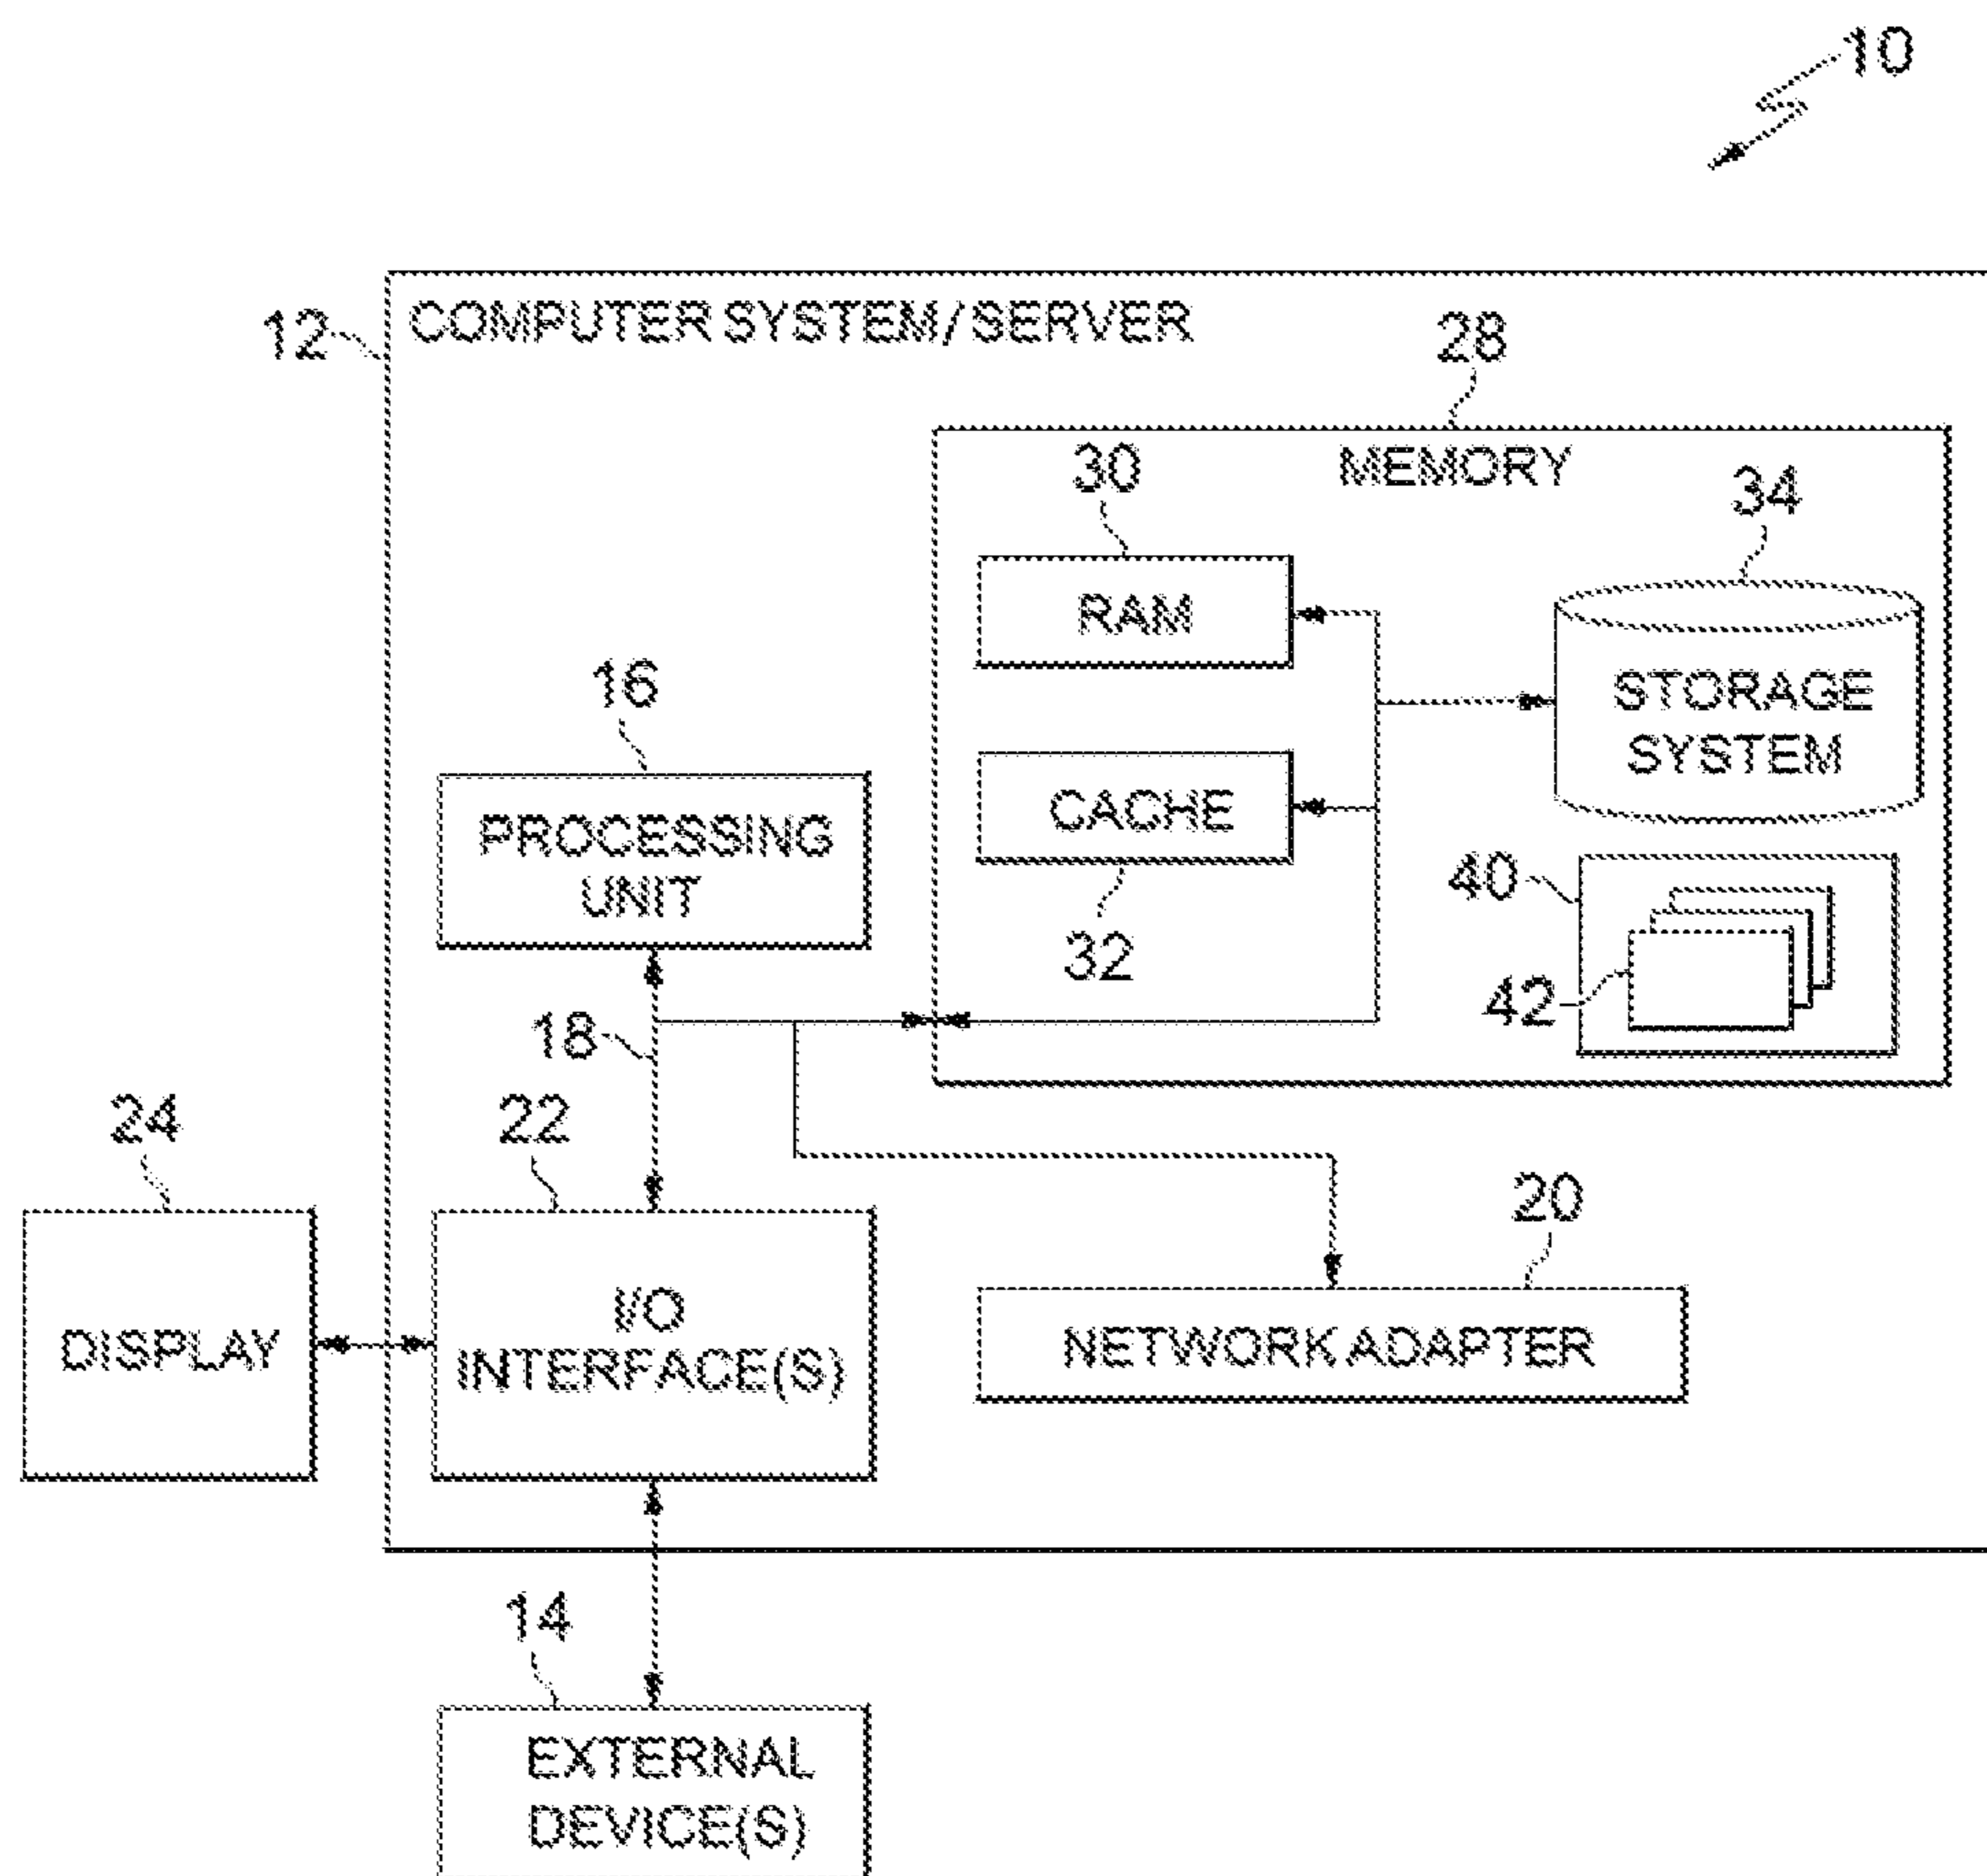 10
12
COMPUTER SYSTEM / SERVER
28
MEMORY
30
34
RAM
STORAGE
SYSTEM
16
CACHE
PROCESSING
UNIT
32
40
42
18
24
22
20
DISPLAY
I/O
INTERFACE(S)
NETWORK ADAPTER
14
EXTERNAL
DEVICE(S)